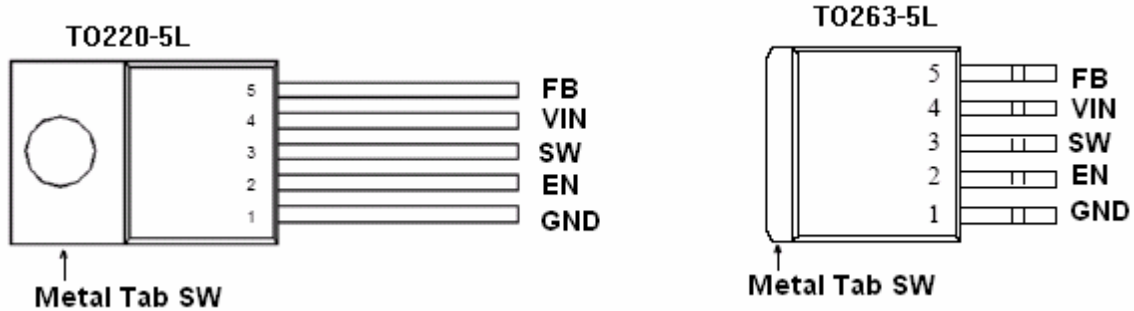 TO220-5L
5 FB
4 VIN
3 SW
2 EN
1 GND
Metal Tab SW
TO263-5L
5 FB
4 VIN
3 SW
2 EN
1 GND
Metal Tab SW